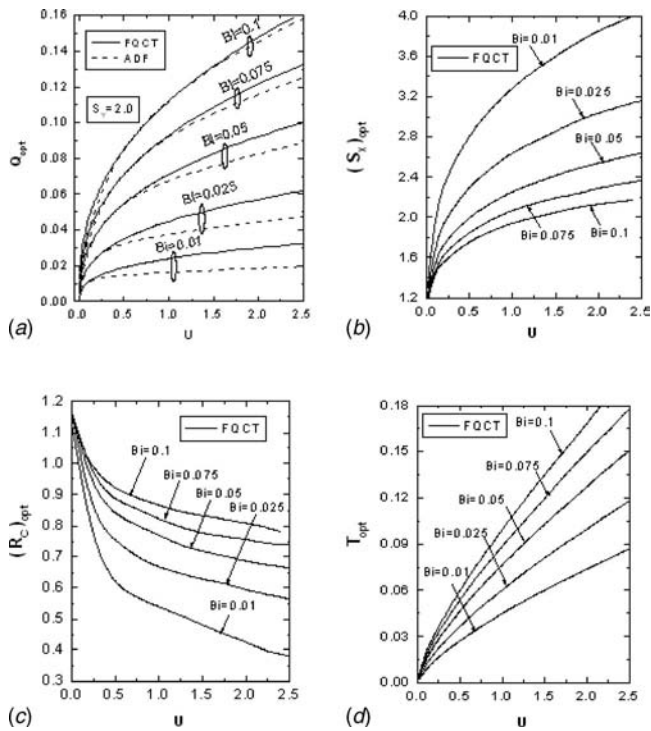 FQCT
ADF
S_Y=2.0
Q_opt
0.16
0.14
0.12
0.10
0.08
0.06
0.04
0.02
0.00
Bi=0.1
Bi=0.075
Bi=0.05
Bi=0.025
Bi=0.01
0.0 0.5 1.0 1.5 2.0 2.5
U
(a)
FQCT
(S_X)_opt
4.0
3.6
3.2
2.8
2.4
2.0
1.6
1.2
Bi=0.01
Bi=0.025
Bi=0.05
Bi=0.075
Bi=0.1
0.0 0.5 1.0 1.5 2.0 2.5
U
(b)
FQCT
(R_C)_opt
1.2
1.1
1.0
0.9
0.8
0.7
0.6
0.5
0.4
0.3
Bi=0.1
Bi=0.075
Bi=0.05
Bi=0.025
Bi=0.01
0.0 0.5 1.0 1.5 2.0 2.5
U
(c)
FQCT
T_opt
0.18
0.15
0.12
0.09
0.06
0.03
0.00
Bi=0.1
Bi=0.075
Bi=0.05
Bi=0.025
Bi=0.01
0.0 0.5 1.0 1.5 2.0 2.5
U
(d)